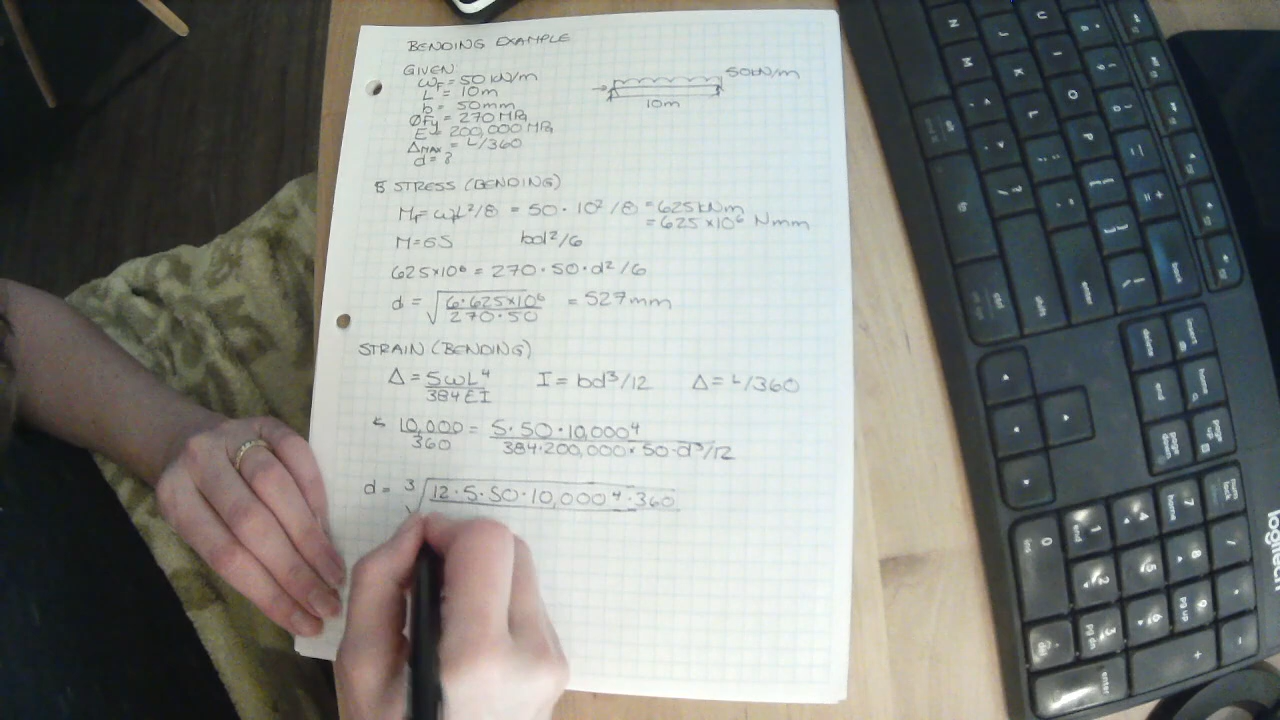 BENDING EXAMPLE
GIVEN
ωF = 50 kN/m
L = 10m
b = 50mm
ØFy = 270 MPa
E = 200,000 MPa
ΔMAX = L/360
d = ?
50kN/m
10m
STRESS (BENDING)
MF = ωL²/8 = 50 · 10² / 8 = 625 kNm
= 625 x10⁶ Nmm
M = σS bd²/6
625x10⁶ = 270 · 50 · d²/6
d = √ 6 · 625x10⁶ / 270 · 50 = 527mm
STRAIN (BENDING)
Δ = 5ωL⁴ / 384EI I = bd³/12 Δ = L/360
10,000 / 360 = 5 · 50 · 10,000⁴ / 384 · 200,000 · 50 · d³/12
d = ³√ 12 · 5 · 50 · 10,000⁴ · 360
logitech